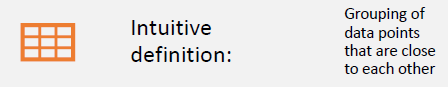 Intuitive
definition:
Grouping of
data points
that are close
to each other